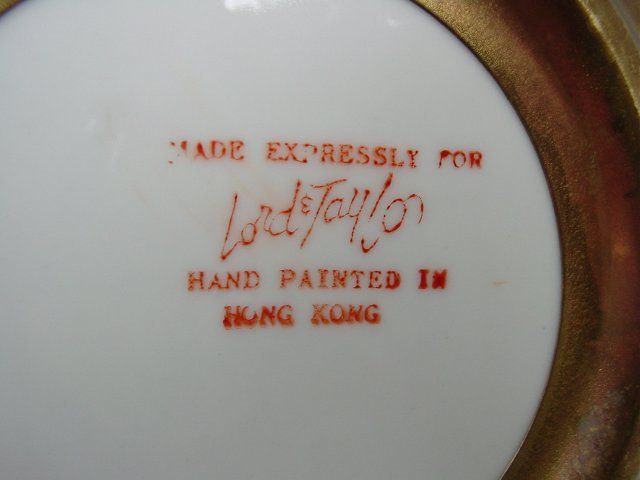 MADE EXPRESSLY FOR
Lord & Taylor
HAND PAINTED IN
HONG KONG